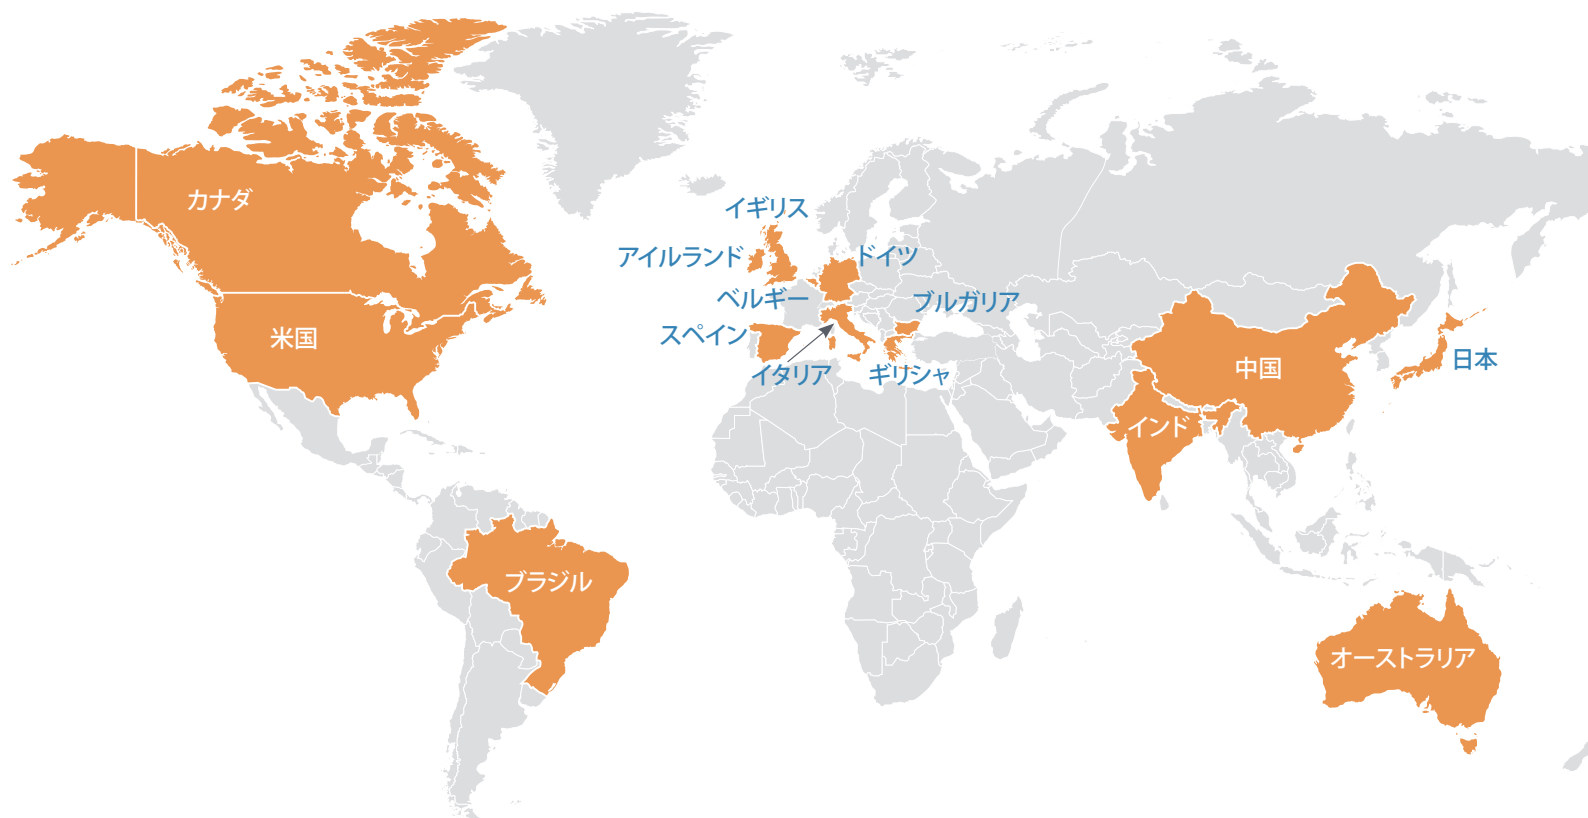 カナダ
米国
ブラジル
イギリス
アイルランド
ドイツ
ベルギー
ブルガリア
スペイン
イタリア
ギリシャ
中国
日本
インド
オーストラリア